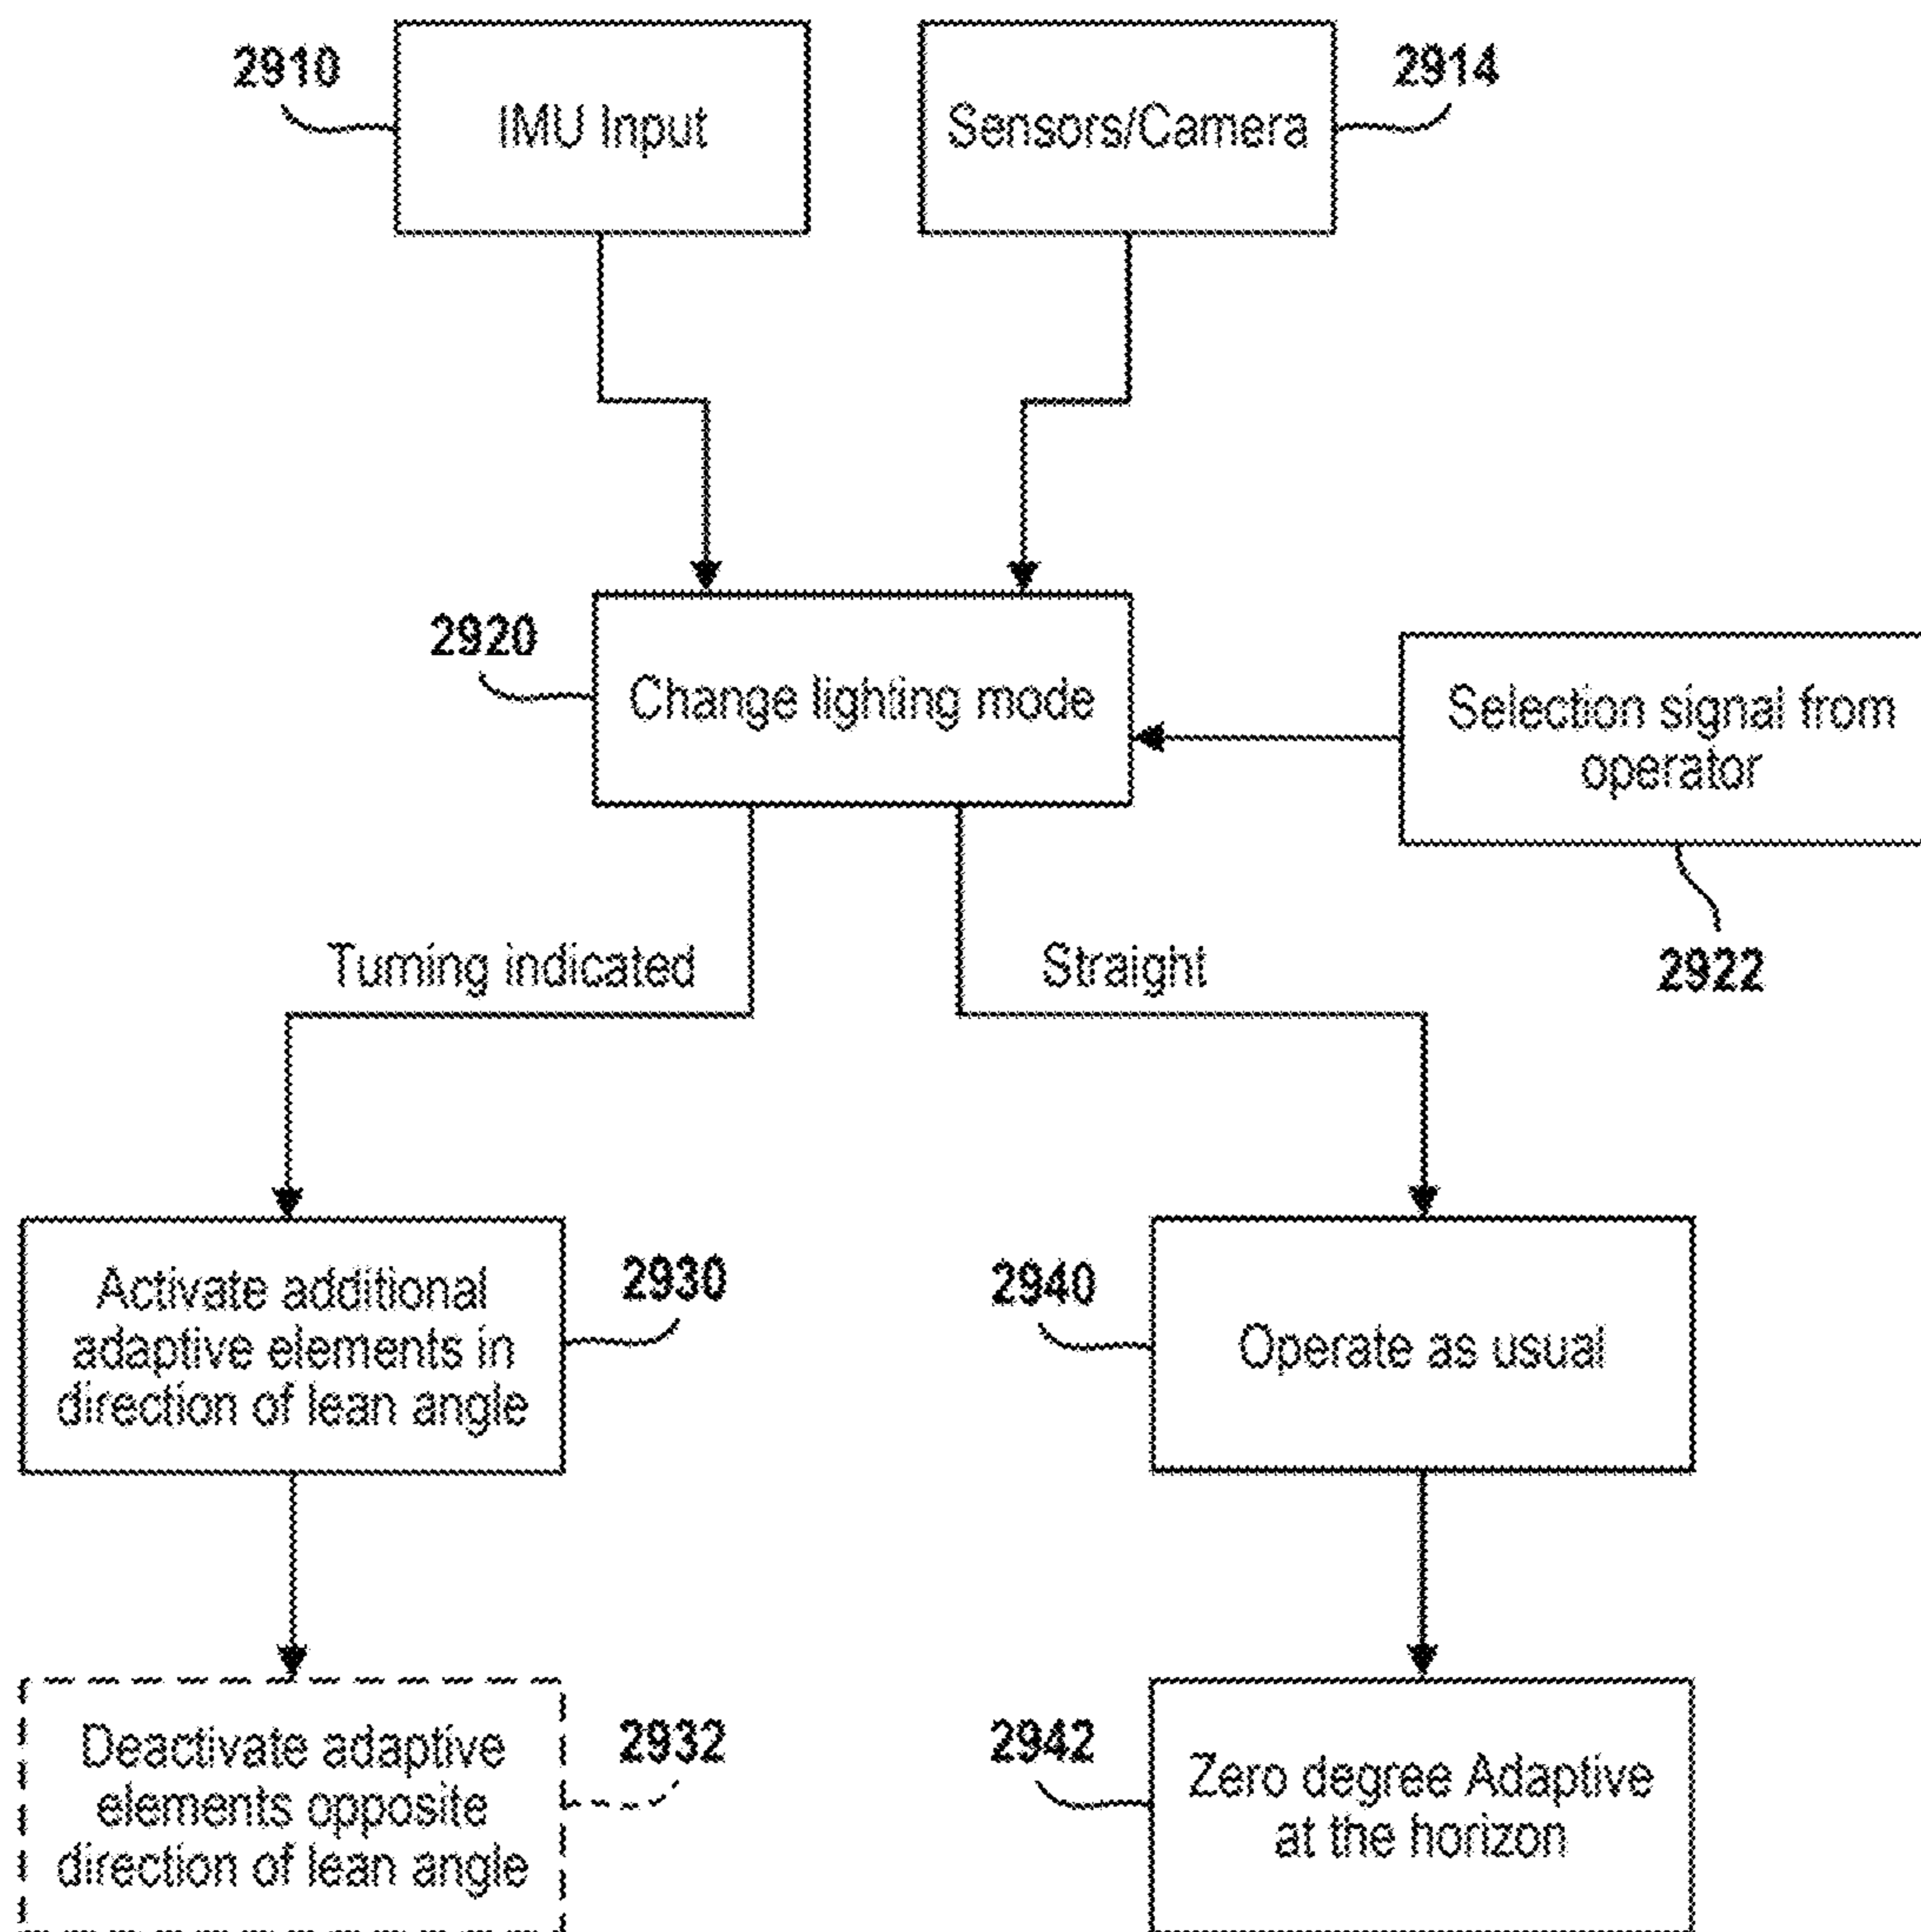 2910
IMU Input
Sensors/Camera
2914
2920
Change lighting mode
Selection signal from
operator
2922
Turning indicated
Straight
Activate additional
adaptive elements in
direction of lean angle
2930
2940
Operate as usual
Deactivate adaptive
elements opposite
direction of lean angle
2932
2942
Zero degree Adaptive
at the horizon